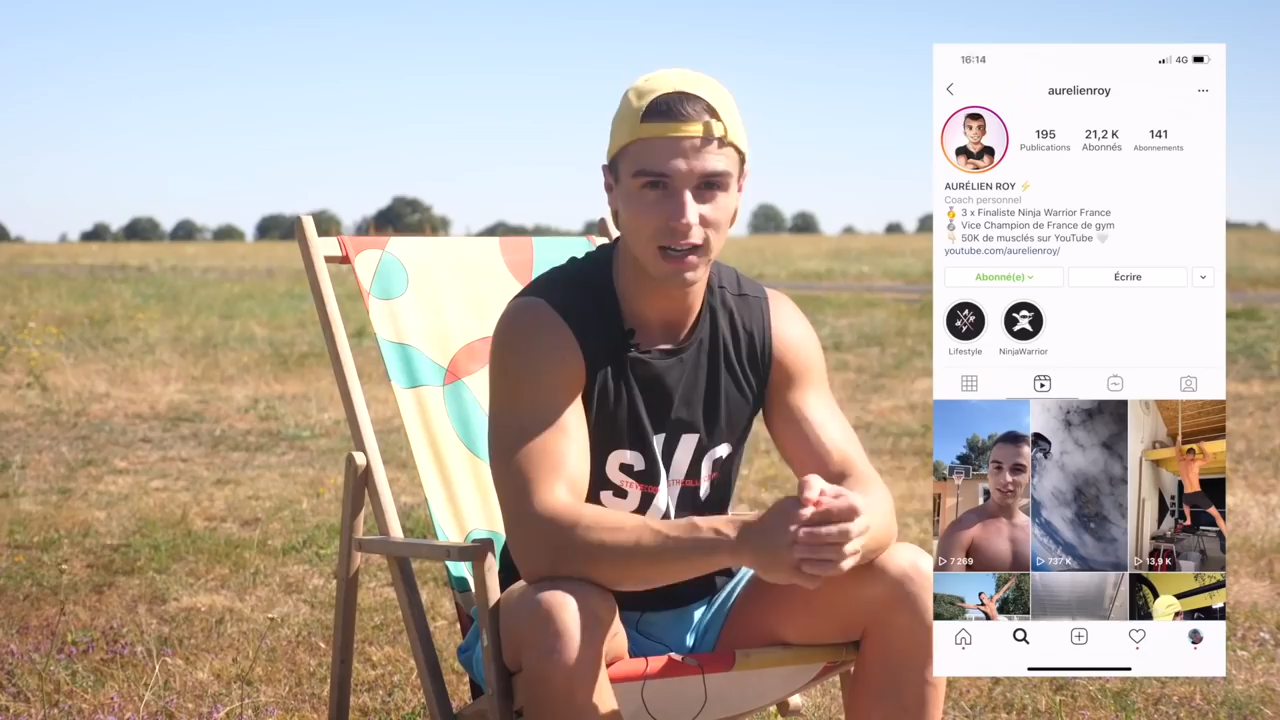 16:14
4G
aurelienroy
195
21,2 K
141
Publications
Abonnés
Abonnements
AURÉLIEN ROY ⚡
Coach personnel
🥇 3 x Finaliste Ninja Warrior France
🥈 Vice Champion de France de gym
👇🏻 50K de musclés sur YouTube 🤍
youtube.com/aurelienroy/
Abonné(e)
Écrire
Lifestyle
NinjaWarrior
7 269
737 K
13,9 K